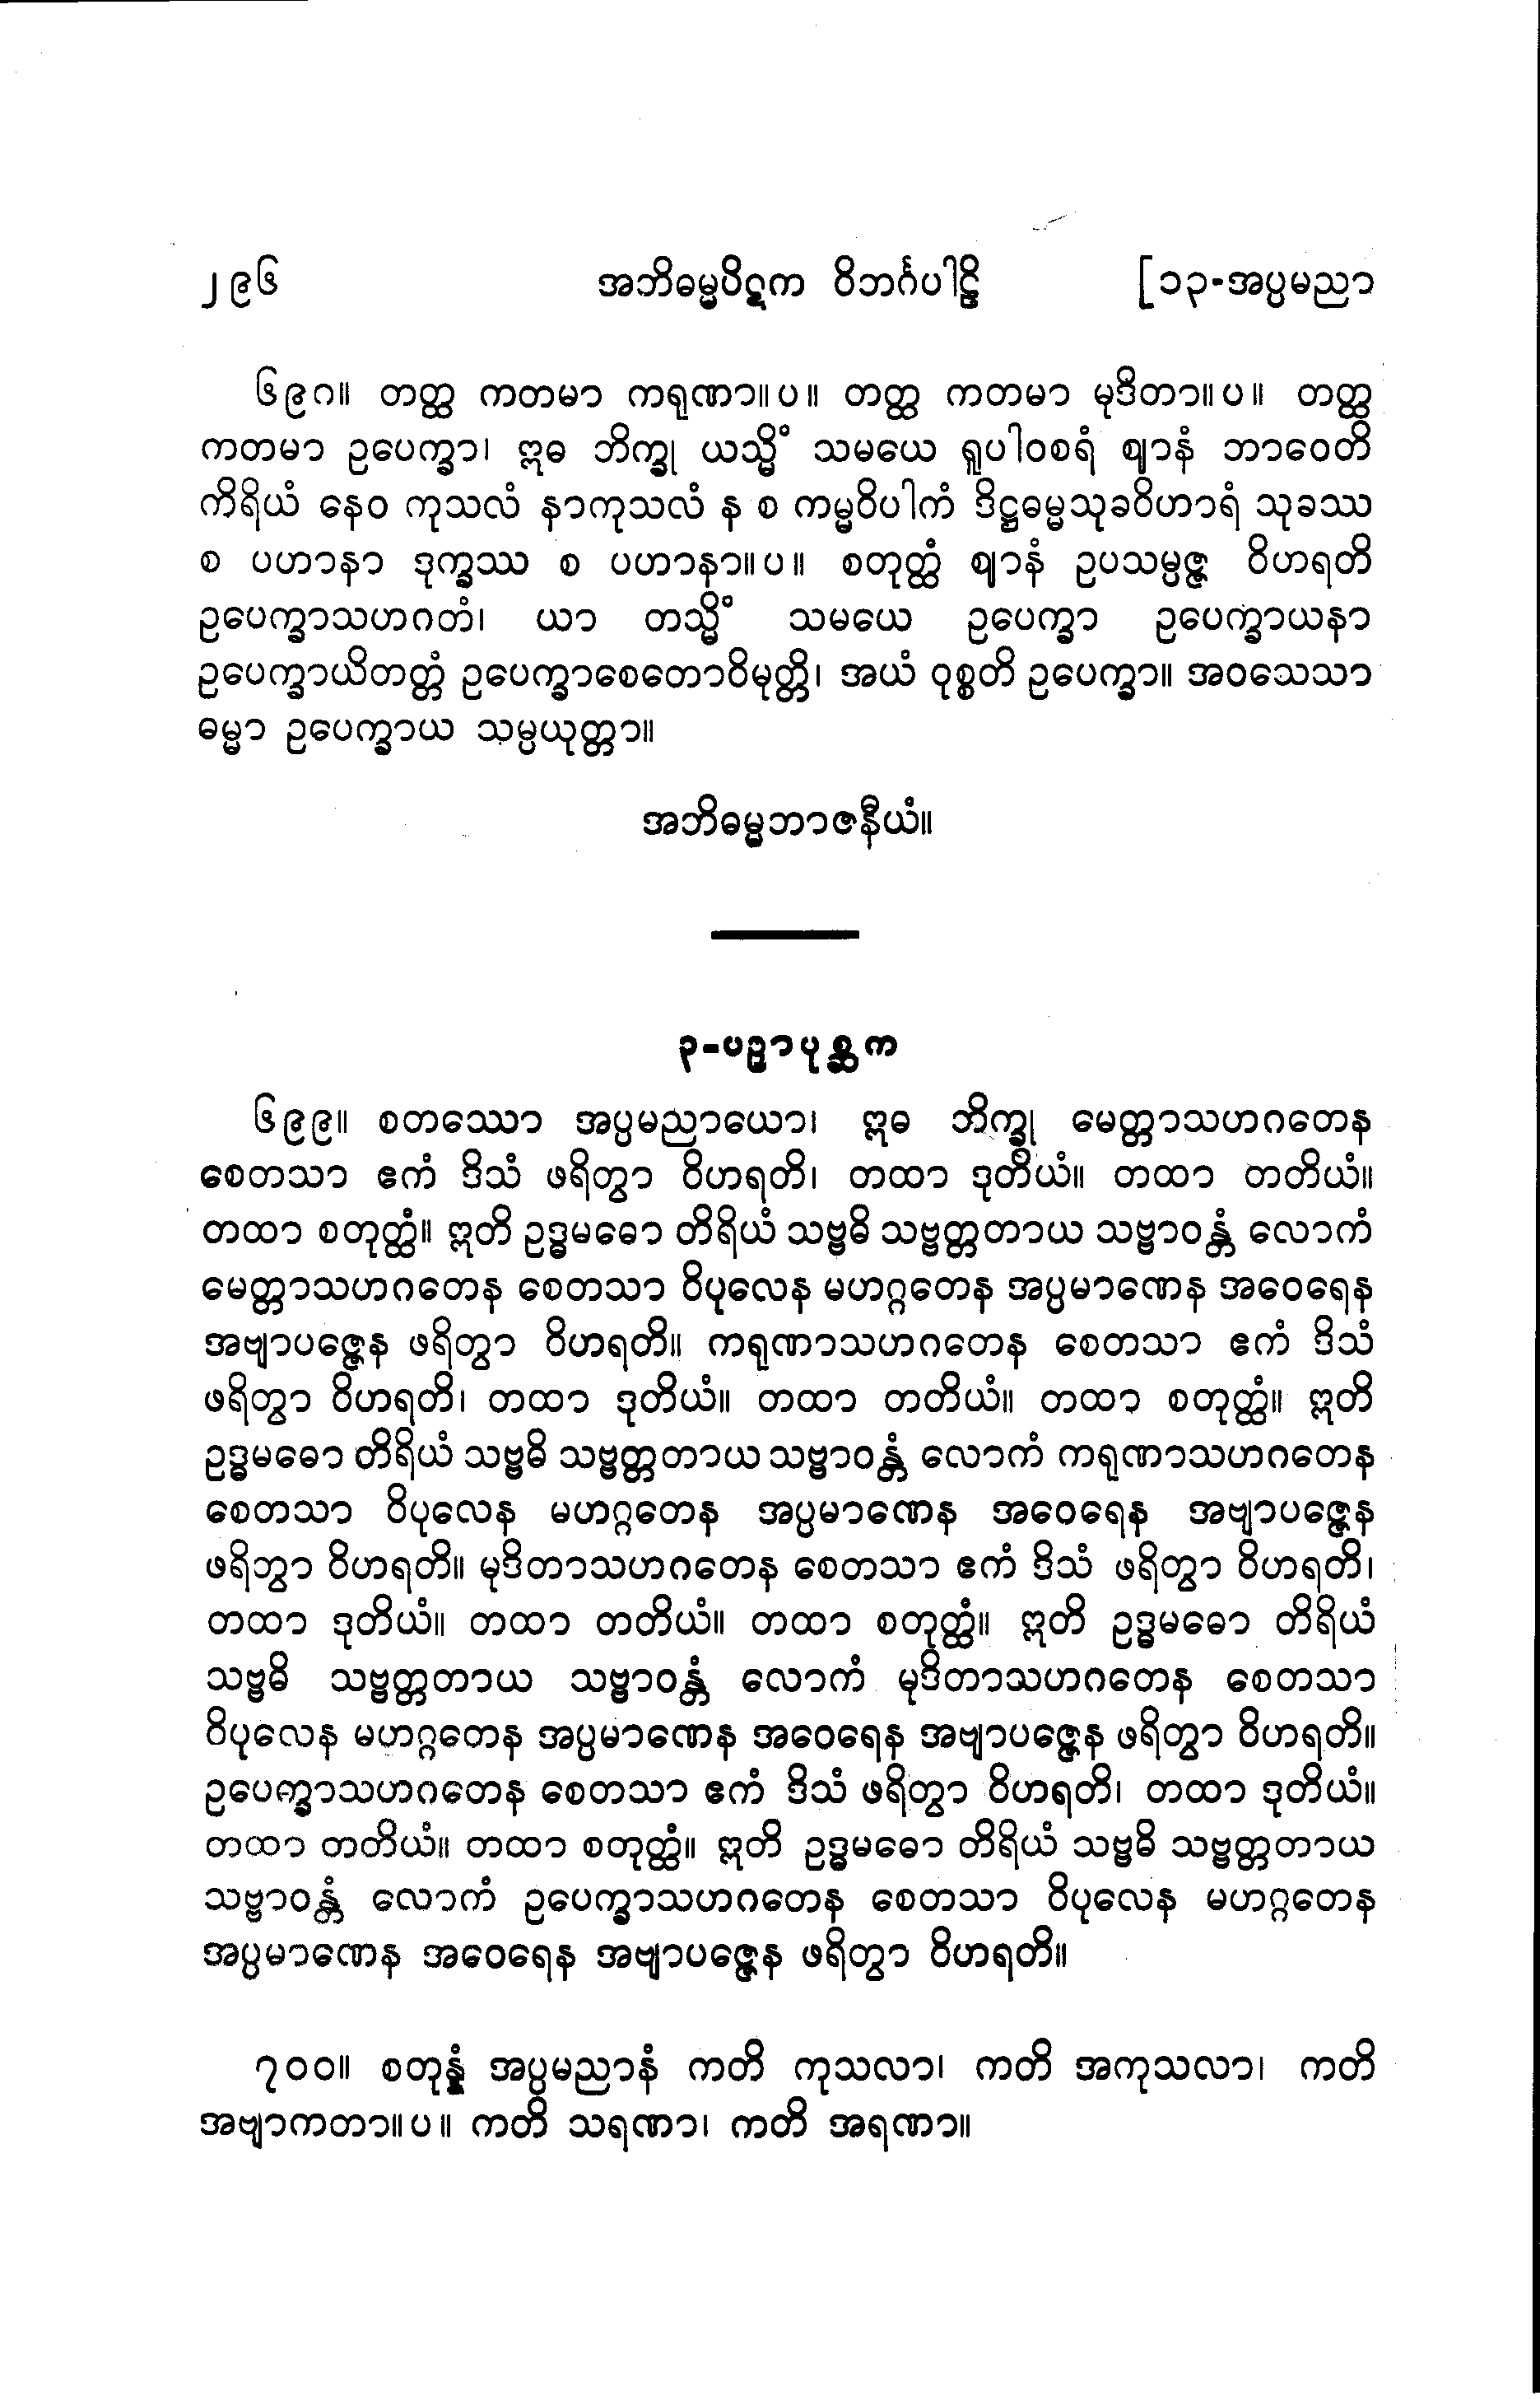 ၂၉၆ အဘိဓမ္မပိဋက ဝိဘင်္ဂပါဠိ [၁၃-အပ္ပမညာ
၆၉၈။ တတ္ထ ကတမာ ကရုဏာ။ပ။ တတ္ထ ကတမာ မုဒိတာ။ပ။ တတ္ထ
ကတမာ ဥပေက္ခာ၊ ဣဓ ဘိက္ခု ယသ္မိံ သမယေ ရူပါဝစရံ ဈာနံ ဘာဝေတိ
ကိရိယံ နေဝ ကုသလံ နာကုသလံ န စ ကမ္မဝိပါကံ ဒိဋ္ဌဓမ္မသုခဝိဟာရံ သုခဿ
စ ပဟာနာ ဒုက္ခဿ စ ပဟာနာ။ပ။ စတုတ္ထံ ဈာနံ ဥပသမ္ပဇ္ဇ ဝိဟရတိ
ဥပေက္ခာသဟဂတံ၊ ယာ တသ္မိံ သမယေ ဥပေက္ခာ ဥပေက္ခာယနာ
ဥပေက္ခာယိတတ္တံ ဥပေက္ခာစေတောဝိမုတ္တိ၊ အယံ ဝုစ္စတိ ဥပေက္ခာ။ အဝသေသာ
ဓမ္မာ ဥပေက္ခာယ သမ္ပယုတ္တာ။
အဘိဓမ္မဘာဇနီယံ။
၃-ပဉှာပုစ္ဆက
၆၉၉။ စတဿော အပ္ပမညာယော၊ ဣဓ ဘိက္ခု မေတ္တာသဟဂတေန
စေတသာ ဧကံ ဒိသံ ဖရိတွာ ဝိဟရတိ၊ တထာ ဒုတိယံ။ တထာ တတိယံ။
တထာ စတုတ္ထံ။ ဣတိ ဥဒ္ဓမဓော တိရိယံ သဗ္ဗဓိ သဗ္ဗတ္တတာယ သဗ္ဗာဝန္တံ လောကံ
မေတ္တာသဟဂတေန စေတသာ ဝိပုလေန မဟဂ္ဂတေန အပ္ပမာဏေန အဝေရေန
အဗျာပဇ္ဇေန ဖရိတွာ ဝိဟရတိ။ ကရုဏာသဟဂတေန စေတသာ ဧကံ ဒိသံ
ဖရိတွာ ဝိဟရတိ၊ တထာ ဒုတိယံ။ တထာ တတိယံ။ တထာ စတုတ္ထံ။ ဣတိ
ဥဒ္ဓမဓော တိရိယံ သဗ္ဗဓိ သဗ္ဗတ္တတာယ သဗ္ဗာဝန္တံ လောကံ ကရုဏာသဟဂတေန
စေတသာ ဝိပုလေန မဟဂ္ဂတေန အပ္ပမာဏေန အဝေရေန အဗျာပဇ္ဇေန
ဖရိတွာ ဝိဟရတိ။ မုဒိတာသဟဂတေန စေတသာ ဧကံ ဒိသံ ဖရိတွာ ဝိဟရတိ၊
တထာ ဒုတိယံ။ တထာ တတိယံ။ တထာ စတုတ္ထံ။ ဣတိ ဥဒ္ဓမဓော တိရိယံ
သဗ္ဗဓိ သဗ္ဗတ္တတာယ သဗ္ဗာဝန္တံ လောကံ မုဒိတာသဟဂတေန စေတသာ
ဝိပုလေန မဟဂ္ဂတေန အပ္ပမာဏေန အဝေရေန အဗျာပဇ္ဇေန ဖရိတွာ ဝိဟရတိ။
ဥပေက္ခာသဟဂတေန စေတသာ ဧကံ ဒိသံ ဖရိတွာ ဝိဟရတိ၊ တထာ ဒုတိယံ။
တထာ တတိယံ။ တထာ စတုတ္ထံ။ ဣတိ ဥဒ္ဓမဓော တိရိယံ သဗ္ဗဓိ သဗ္ဗတ္တတာယ
သဗ္ဗာဝန္တံ လောကံ ဥပေက္ခာသဟဂတေန စေတသာ ဝိပုလေန မဟဂ္ဂတေန
အပ္ပမာဏေန အဝေရေန အဗျာပဇ္ဇေန ဖရိတွာ ဝိဟရတိ။
၇၀၀။ စတုန္နံ အပ္ပမညာနံ ကတိ ကုသလာ၊ ကတိ အကုသလာ၊ ကတိ
အဗျာကတာ။ပ။ ကတိ သရဏာ၊ ကတိ အရဏာ။